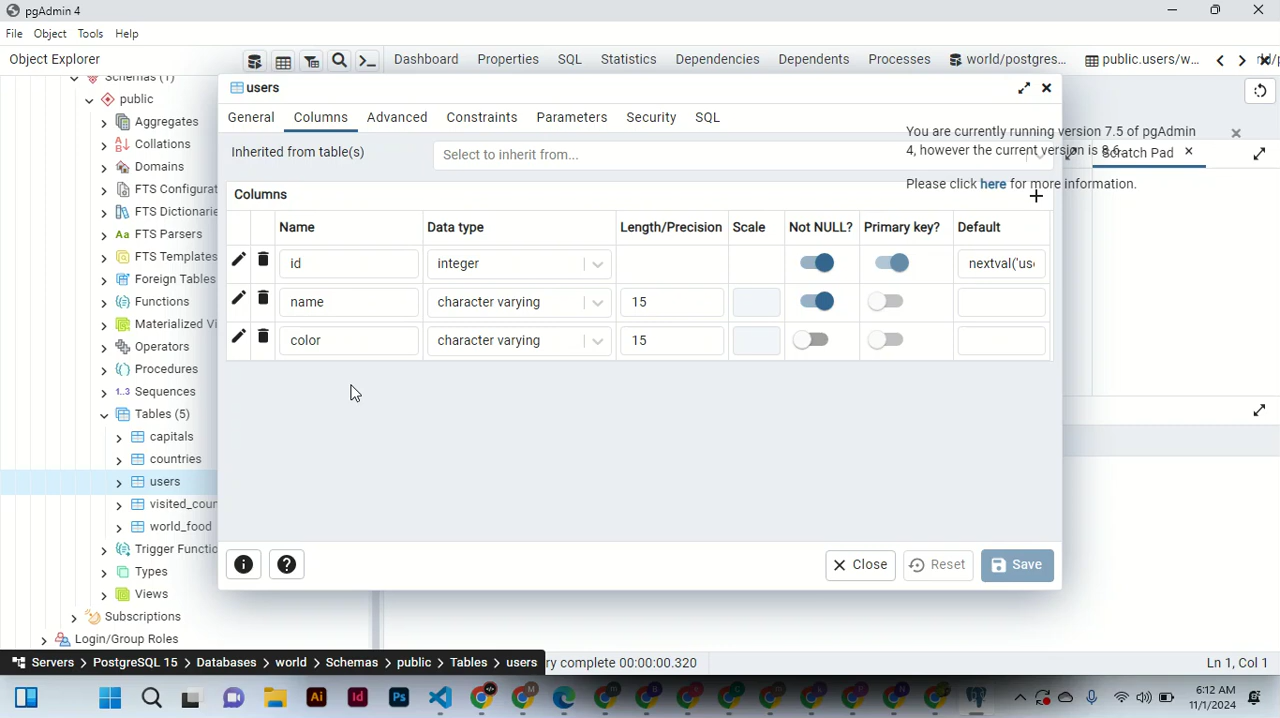 pgAdmin 4
File Object Tools Help
Object Explorer
Dashboard Properties SQL Statistics Dependencies Dependents Processes world/postgres... public.users/w...
Schemas (1)
public
Aggregates
Collations
Domains
FTS Configurat
FTS Dictionarie
Aa FTS Parsers
FTS Templates
Foreign Tables
Functions
Materialized Vi
Operators
Procedures
1..3 Sequences
Tables (5)
capitals
countries
users
visited_coun
world_food
Trigger Functio
Types
Views
Subscriptions
Login/Group Roles
users
General Columns Advanced Constraints Parameters Security SQL
Inherited from table(s) Select to inherit from...
You are currently running version 7.5 of pgAdmin
4, however the current version is 8.6.
Please click here for more information.
Scratch Pad
Columns
Name Data type Length/Precision Scale Not NULL? Primary key? Default
id integer nextval('us
name character varying 15
color character varying 15
Close Reset Save
Servers PostgreSQL 15 Databases world Schemas public Tables users
ry complete 00:00:00.320 Ln 1, Col 1
Ai Id Ps
6:12 AM
11/1/2024